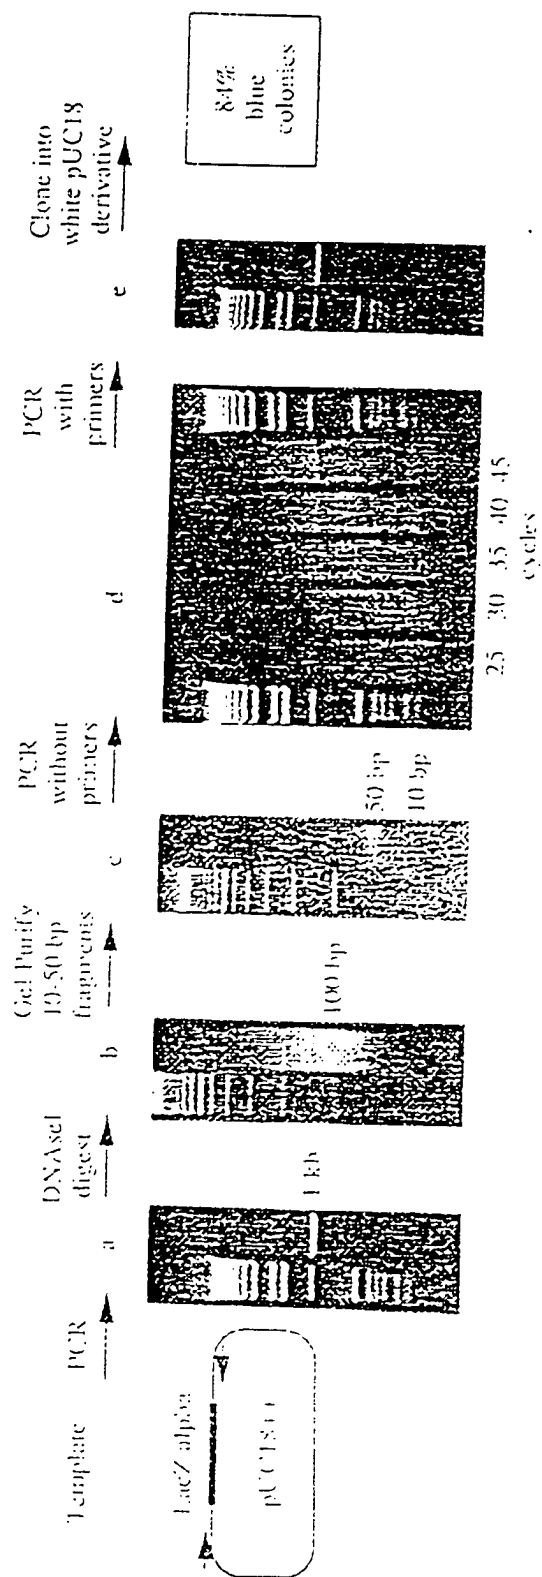 Template
LacZ alpha
PCR
a
1 kb
DNAseI
digest
b
100 bp
Gel Purify
10-50 bp
fragments
c
50 bp
10 bp
PCR
without
primers
d
25 30 35 40 45
cycles
PCR
with
primers
e
Clone into
white pUC18
derivative
84%
blue
colonies